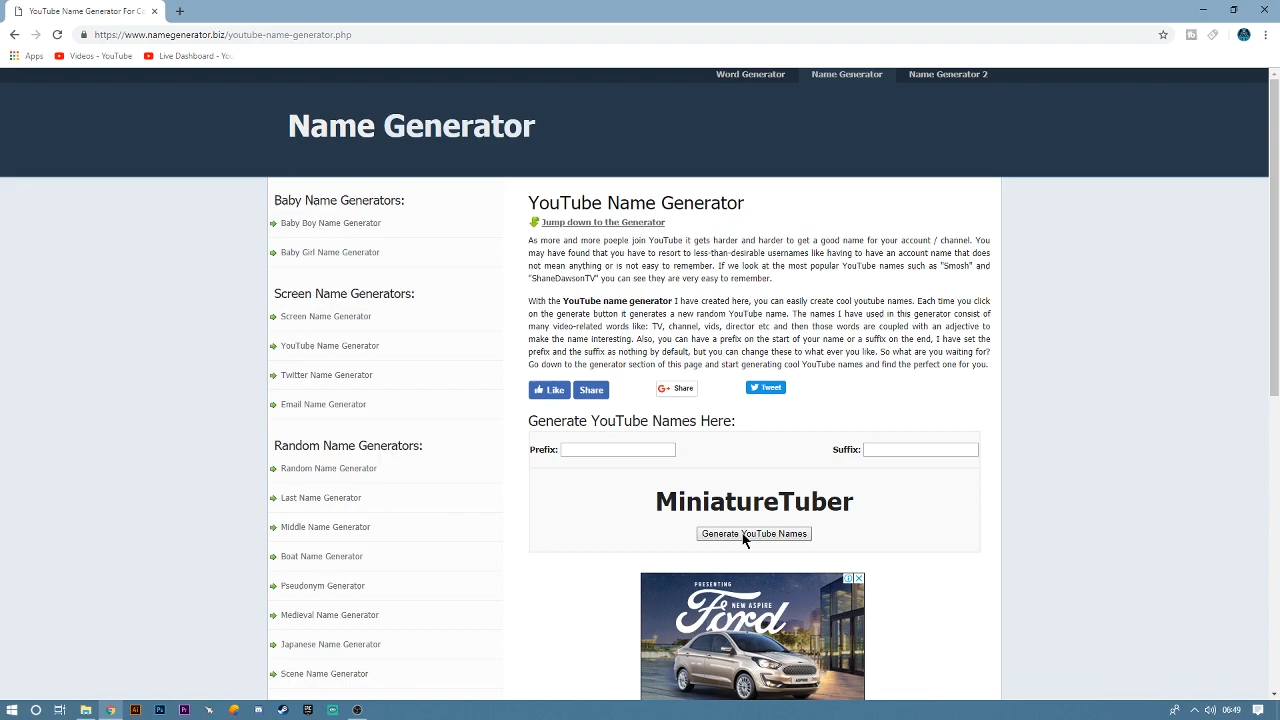 YouTube Name Generator For Co
https://www.namegenerator.biz/youtube-name-generator.php
Apps
Videos - YouTube
Live Dashboard - You
Word Generator
Name Generator
Name Generator 2
Name Generator
Baby Name Generators:
Baby Boy Name Generator
Baby Girl Name Generator
Screen Name Generators:
Screen Name Generator
YouTube Name Generator
Twitter Name Generator
Email Name Generator
Random Name Generators:
Random Name Generator
Last Name Generator
Middle Name Generator
Boat Name Generator
Pseudonym Generator
Medieval Name Generator
Japanese Name Generator
Scene Name Generator
YouTube Name Generator
Jump down to the Generator
As more and more poeple join YouTube it gets harder and harder to get a good name for your account / channel. You
may have found that you have to resort to less-than-desirable usernames like having to have an account name that does
not mean anything or is not easy to remember. If we look at the most popular YouTube names such as "Smosh" and
"ShaneDawsonTV" you can see they are very easy to remember.
With the YouTube name generator I have created here, you can easily create cool youtube names. Each time you click
on the generate button it generates a new random YouTube name. The names I have used in this generator consist of
many video-related words like: TV, channel, vids, director etc and then those words are coupled with an adjective to
make the name interesting. Also, you can have a prefix on the start of your name or a suffix on the end, I have set the
prefix and the suffix as nothing by default, but you can change these to what ever you like. So what are you waiting for?
Go down to the generator section of this page and start generating cool YouTube names and find the perfect one for you.
Like
Share
G+ Share
Tweet
Generate YouTube Names Here:
Prefix:
Suffix:
MiniatureTuber
Generate YouTube Names
PRESENTING
Ford
NEW ASPIRE
06:49